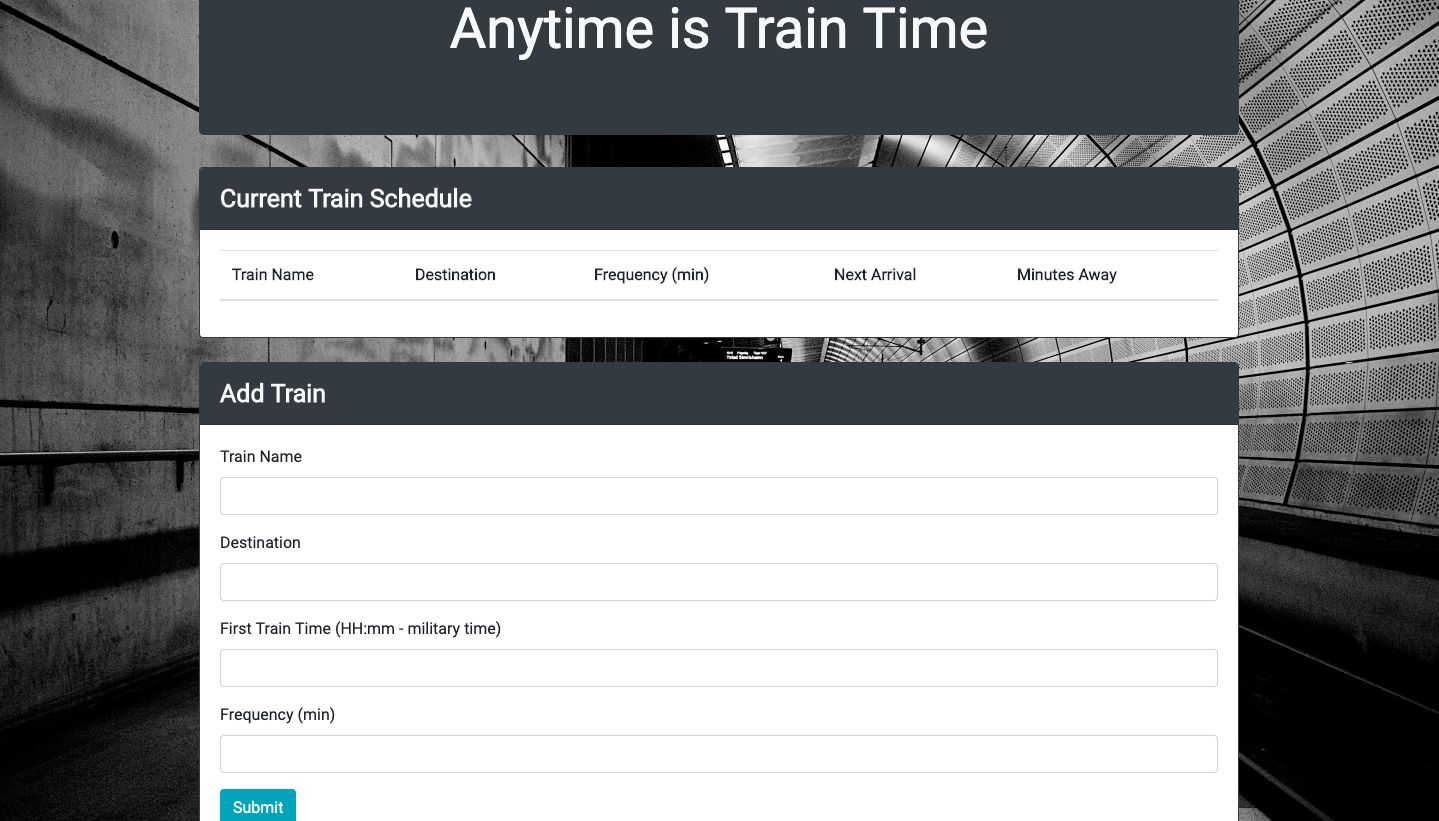 Anytime is Train Time
Current Train Schedule
Train Name Destination Frequency (min) Next Arrival Minutes Away
Add Train
Train Name
Destination
First Train Time (HH:mm - military time)
Frequency (min)
Submit